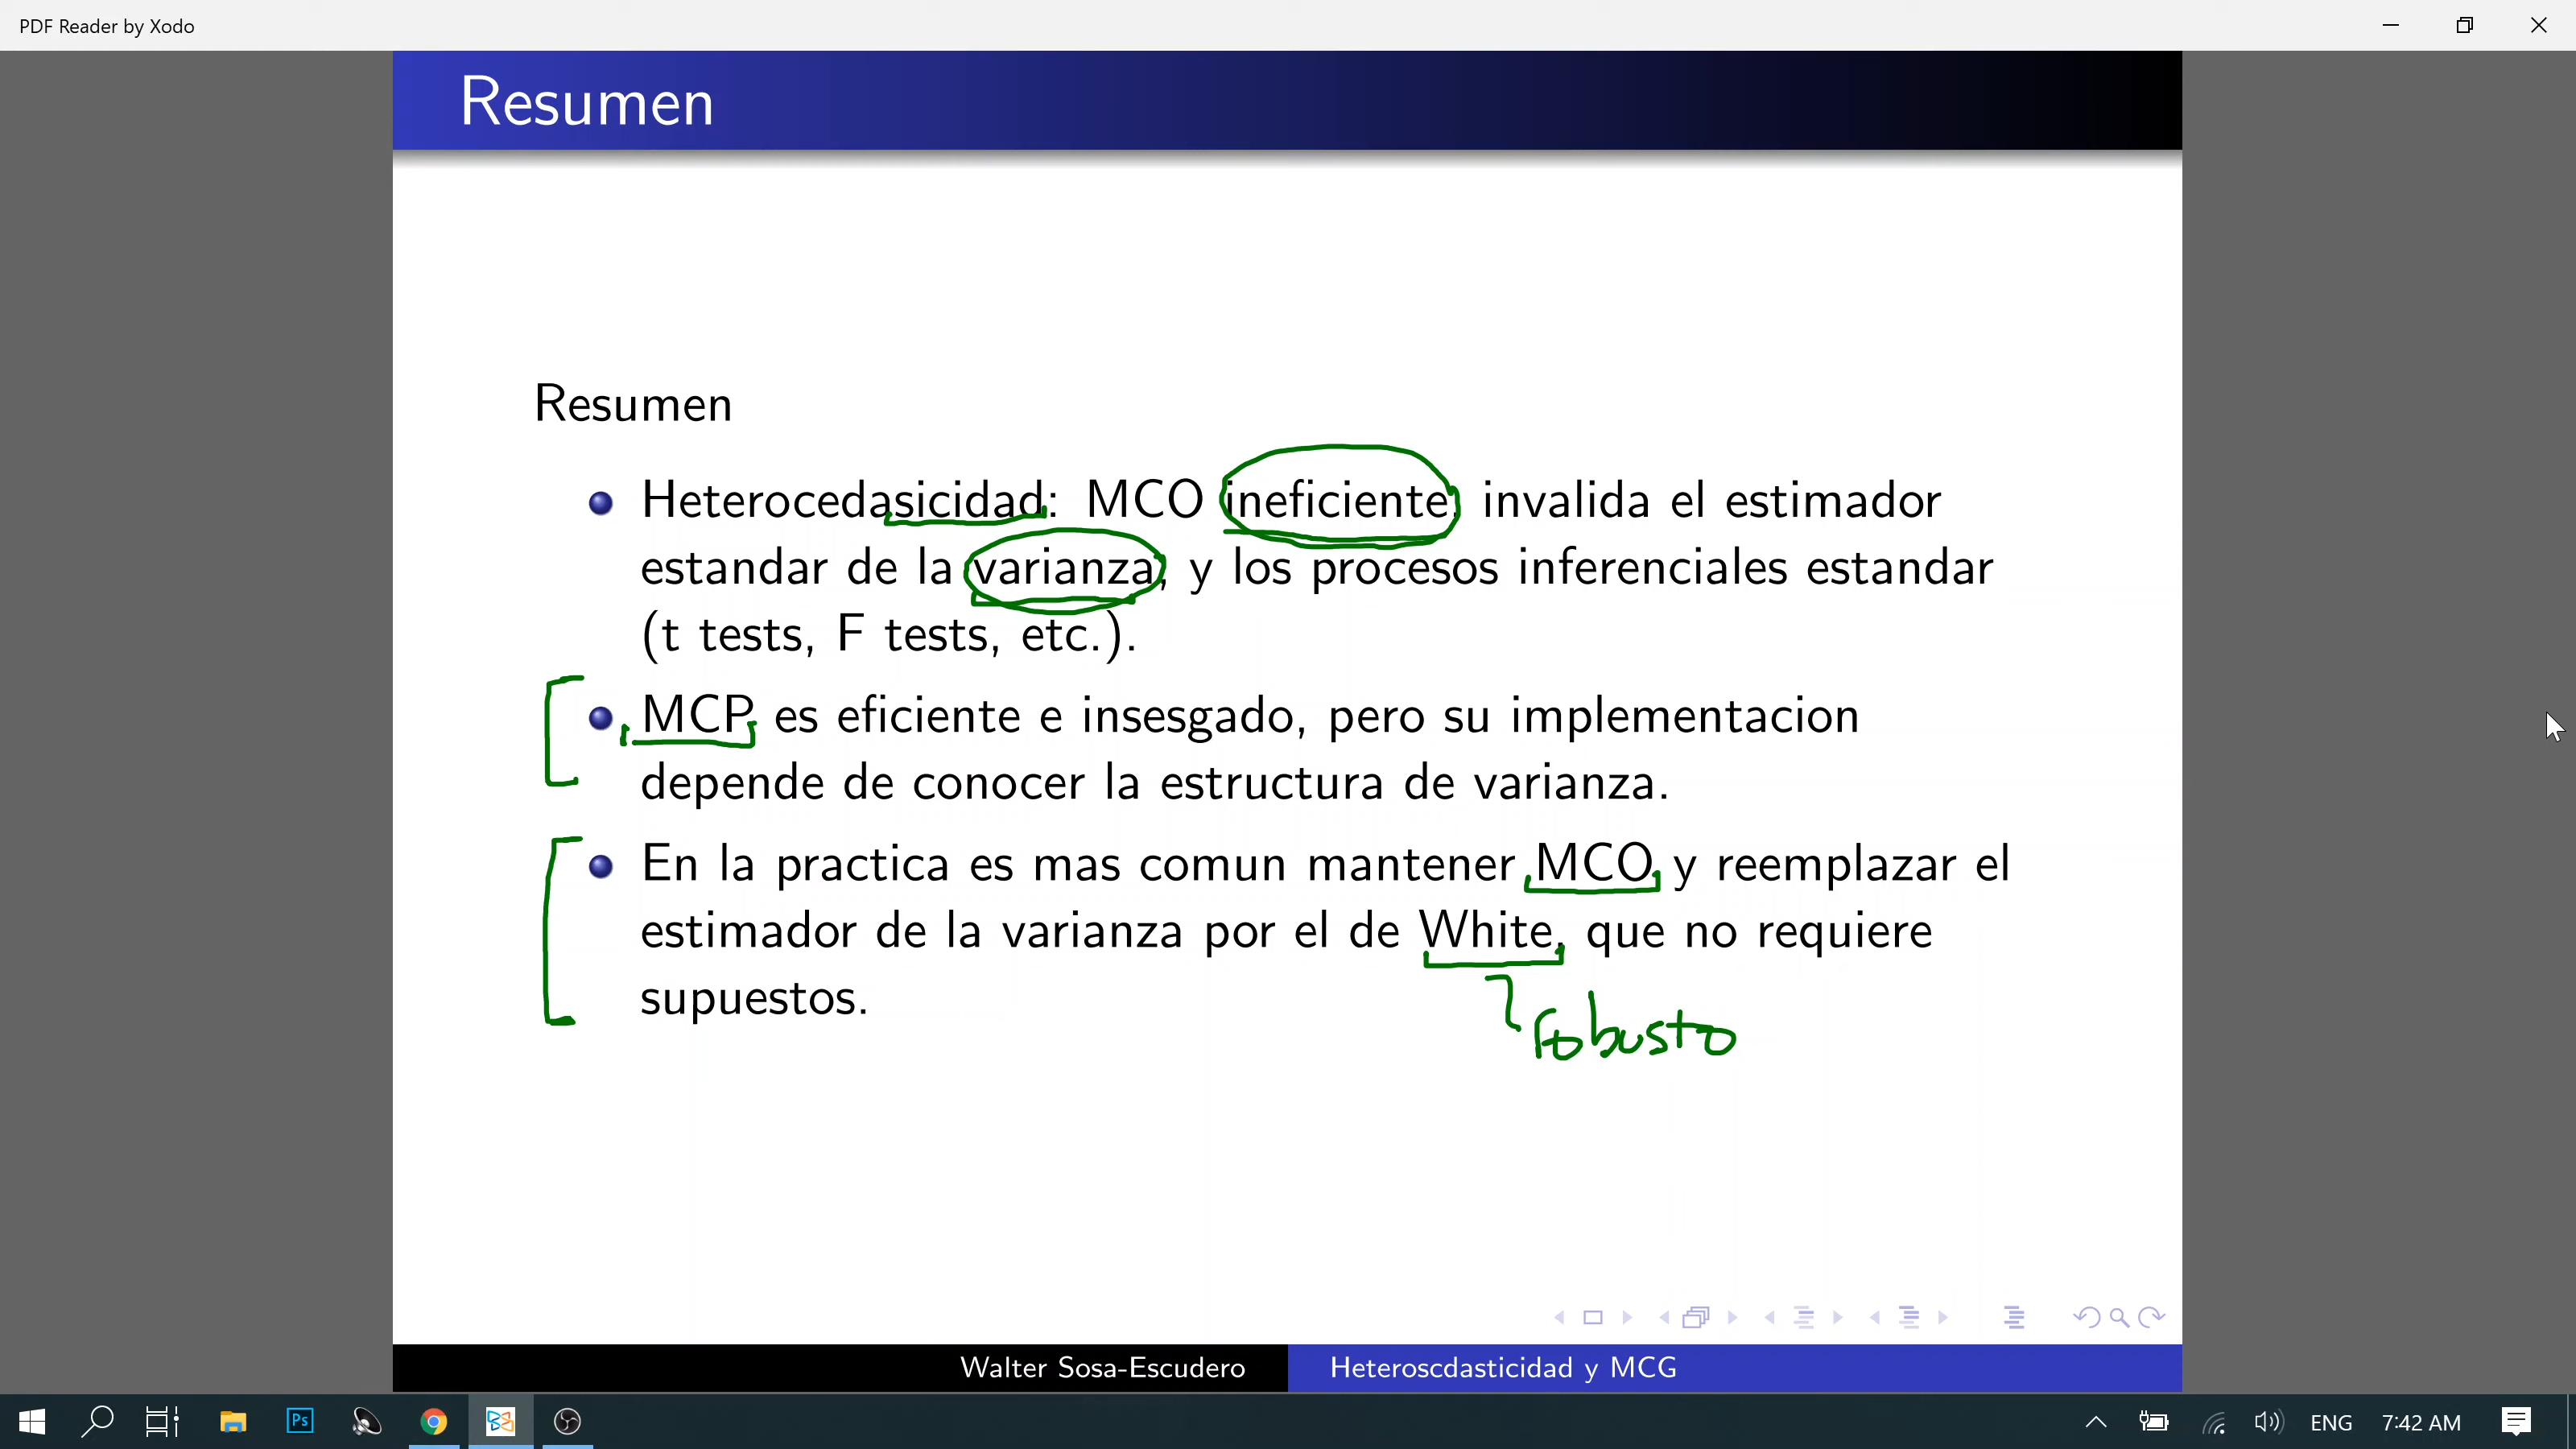 PDF Reader by Xodo
Resumen
Resumen
Heterocedasicidad: MCO ineficiente, invalida el estimador
estandar de la varianza, y los procesos inferenciales estandar
(t tests, F tests, etc.).
MCP es eficiente e insesgado, pero su implementacion
depende de conocer la estructura de varianza.
En la practica es mas comun mantener MCO y reemplazar el
estimador de la varianza por el de White, que no requiere
supuestos.
robusto
Walter Sosa-Escudero Heteroscdasticidad y MCG
Ps ENG 7:42 AM